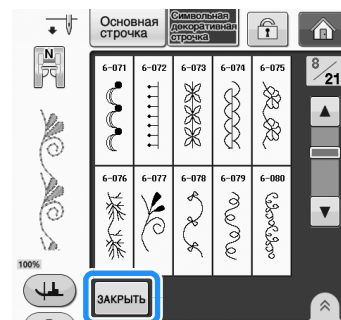 Основная
строчка
Символьная
декоративная
строчка
N
6-071 6-072 6-073 6-074 6-075
8/21
6-076 6-077 6-078 6-079 6-080
100%
ЗАКРЫТЬ